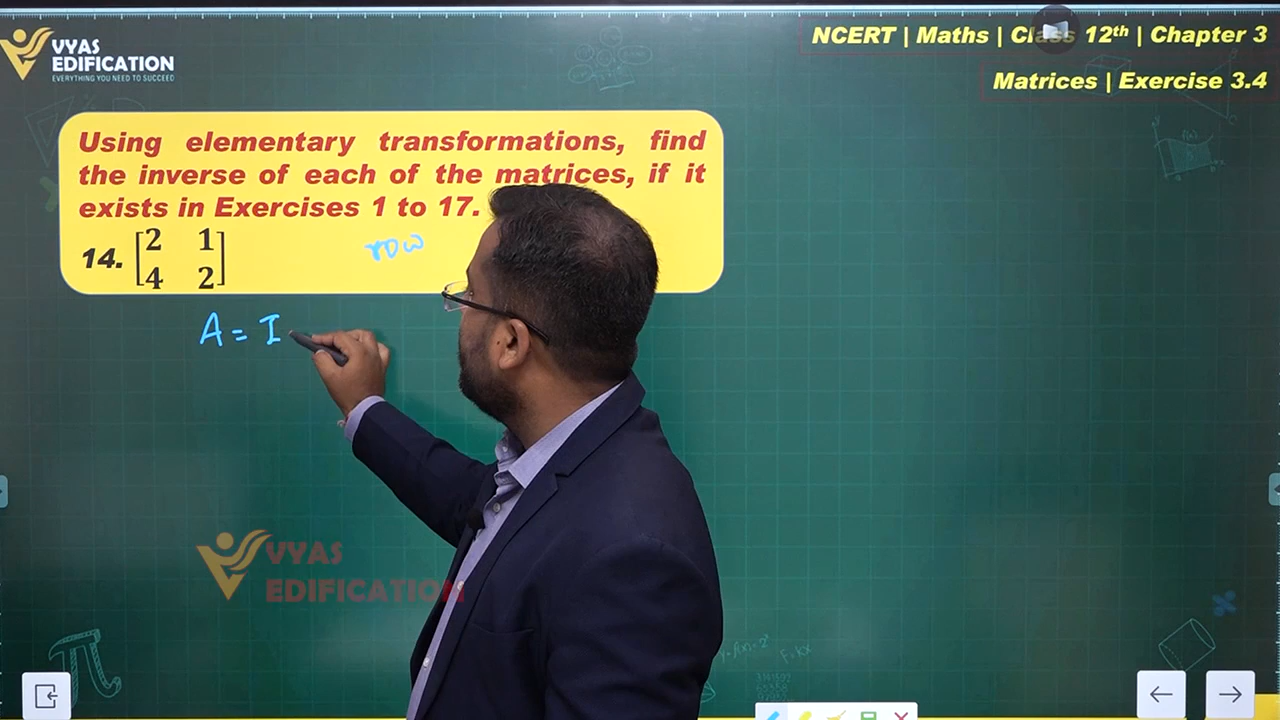 VYAS
EDIFICATION
EVERYTHING YOU NEED TO SUCCEED
NCERT | Maths | Class 12th | Chapter 3
Matrices | Exercise 3.4
Using elementary transformations, find
the inverse of each of the matrices, if it
exists in Exercises 1 to 17.
14. [2 1]
[4 2]
row
A = I
VYAS
EDIFICATION